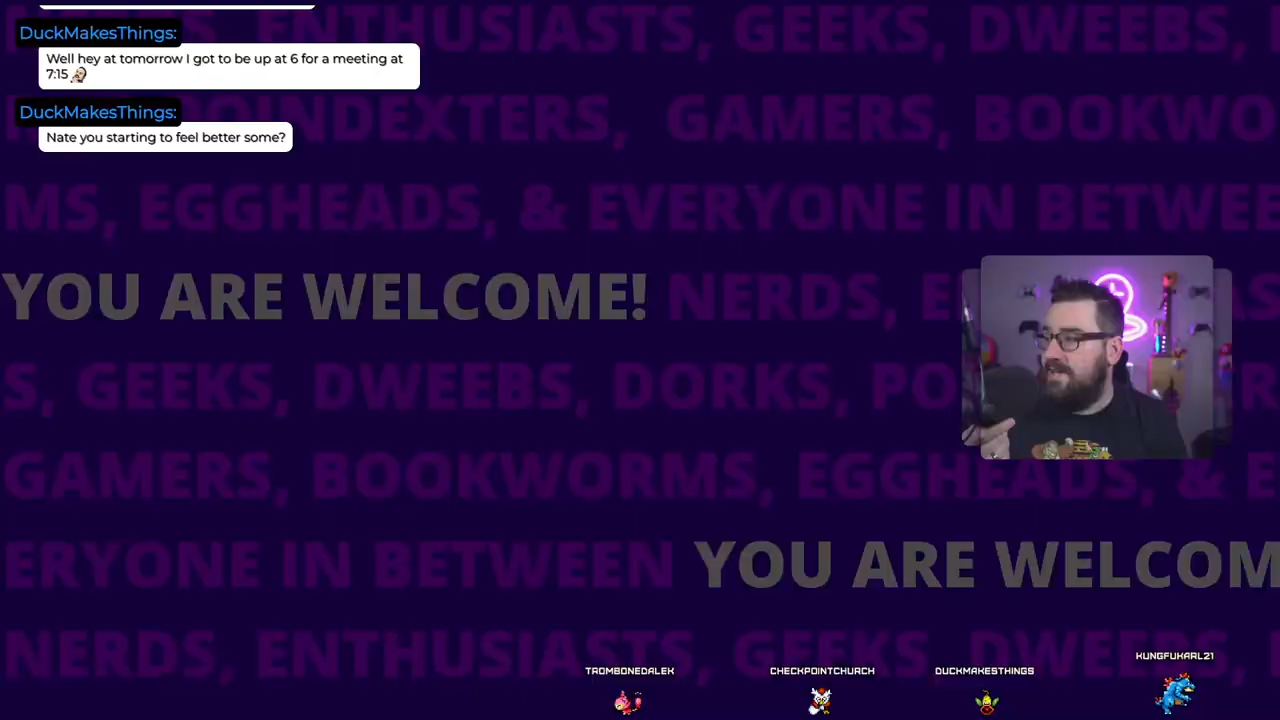 NERDS, ENTHUSIASTS, GEEKS, DWEEBS,
DuckMakesThings:
Well hey at tomorrow I got to be up at 6 for a meeting at
7:15
POINDEXTERS, GAMERS, BOOKWO
DuckMakesThings:
Nate you starting to feel better some?
MS, EGGHEADS, & EVERYONE IN BETWEE
YOU ARE WELCOME! NERDS, E
S, GEEKS, DWEEBS, DORKS, PO
GAMERS, BOOKWORMS, EGGHEADS, & E
ERYONE IN BETWEEN YOU ARE WELCOM
NERDS, ENTHUSIASTS, GEEKS, DWEEBS,
TROMBONEDALEK CHECKPOINTCHURCH DUCKMAKESTHINGS KUNGFUKARL21